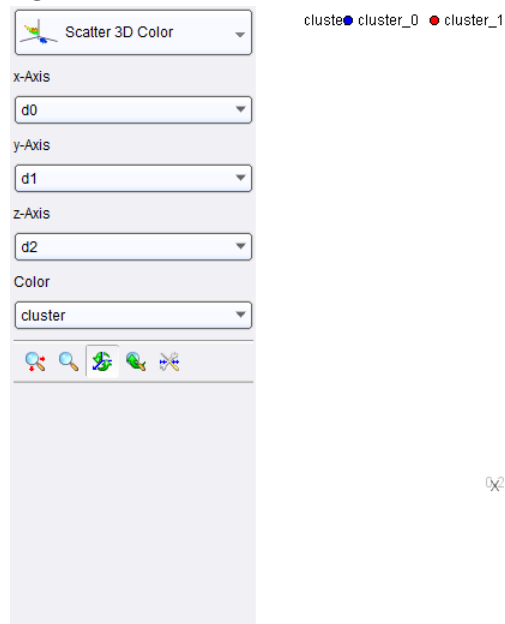 Scatter 3D Color
x-Axis
d0
y-Axis
d1
z-Axis
d2
Color
cluster
cluste cluster_0 cluster_1